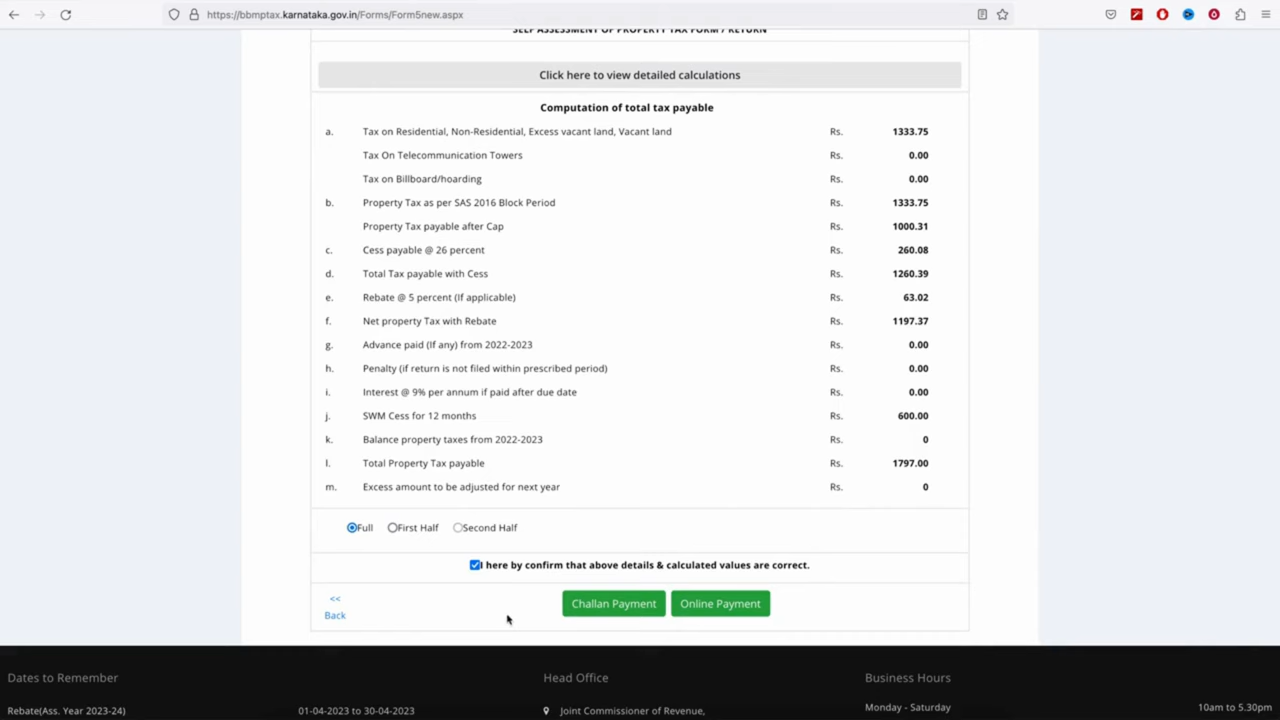 https://bbmptax.karnataka.gov.in/Forms/Form5new.aspx
SELF ASSESSMENT OF PROPERTY TAX FORM / RETURN
Click here to view detailed calculations
Computation of total tax payable
a. Tax on Residential, Non-Residential, Excess vacant land, Vacant land Rs. 1333.75
Tax On Telecommunication Towers Rs. 0.00
Tax on Billboard/hoarding Rs. 0.00
b. Property Tax as per SAS 2016 Block Period Rs. 1333.75
Property Tax payable after Cap Rs. 1000.31
c. Cess payable @ 26 percent Rs. 260.08
d. Total Tax payable with Cess Rs. 1260.39
e. Rebate @ 5 percent (If applicable) Rs. 63.02
f. Net property Tax with Rebate Rs. 1197.37
g. Advance paid (If any) from 2022-2023 Rs. 0.00
h. Penalty (if return is not filed within prescribed period) Rs. 0.00
i. Interest @ 9% per annum if paid after due date Rs. 0.00
j. SWM Cess for 12 months Rs. 600.00
k. Balance property taxes from 2022-2023 Rs. 0
l. Total Property Tax payable Rs. 1797.00
m. Excess amount to be adjusted for next year Rs. 0
Full First Half Second Half
I here by confirm that above details & calculated values are correct.
<<
Back
Challan Payment Online Payment
Dates to Remember Head Office Business Hours
Rebate(Ass. Year 2023-24) 01-04-2023 to 30-04-2023 Joint Commissioner of Revenue, Monday - Saturday 10am to 5.30pm